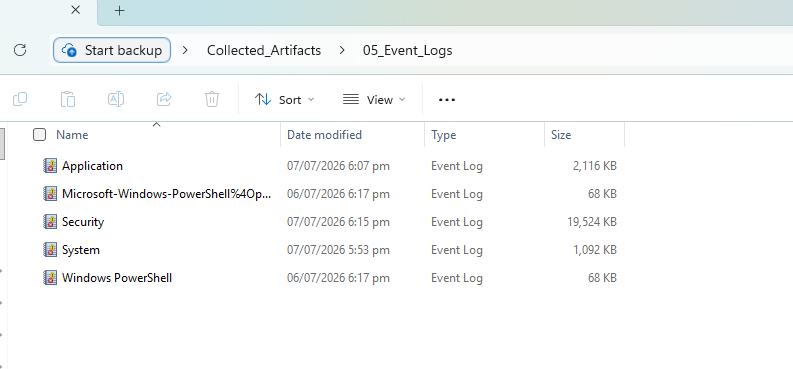 Start backup > Collected_Artifacts > 05_Event_Logs
Sort View
Name Date modified Type Size
Application 07/07/2026 6:07 pm Event Log 2,116 KB
Microsoft-Windows-PowerShell%4Op... 06/07/2026 6:17 pm Event Log 68 KB
Security 07/07/2026 6:15 pm Event Log 19,524 KB
System 07/07/2026 5:53 pm Event Log 1,092 KB
Windows PowerShell 06/07/2026 6:17 pm Event Log 68 KB